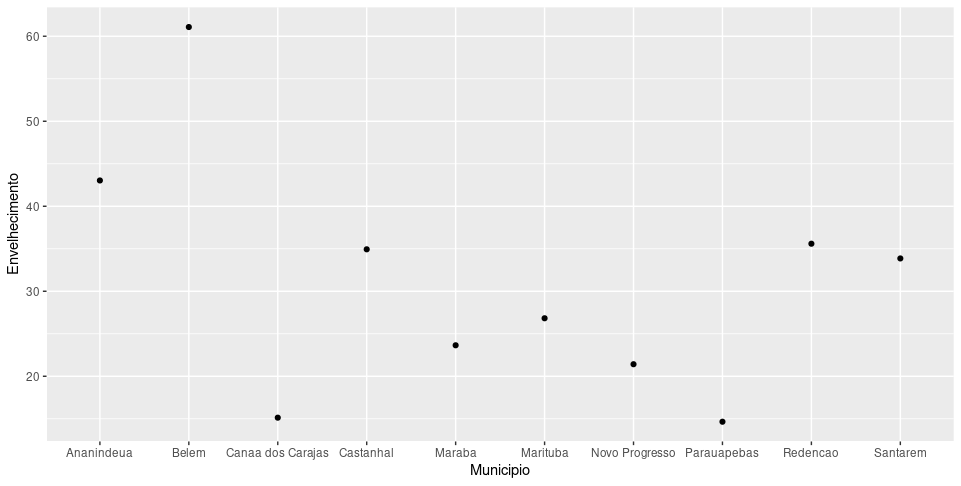 60
50
40
30
20
Envelhecimento
Ananindeua Belem Canaa dos Carajas Castanhal Maraba Marituba Novo Progresso Parauapebas Redencao Santarem
Municipio